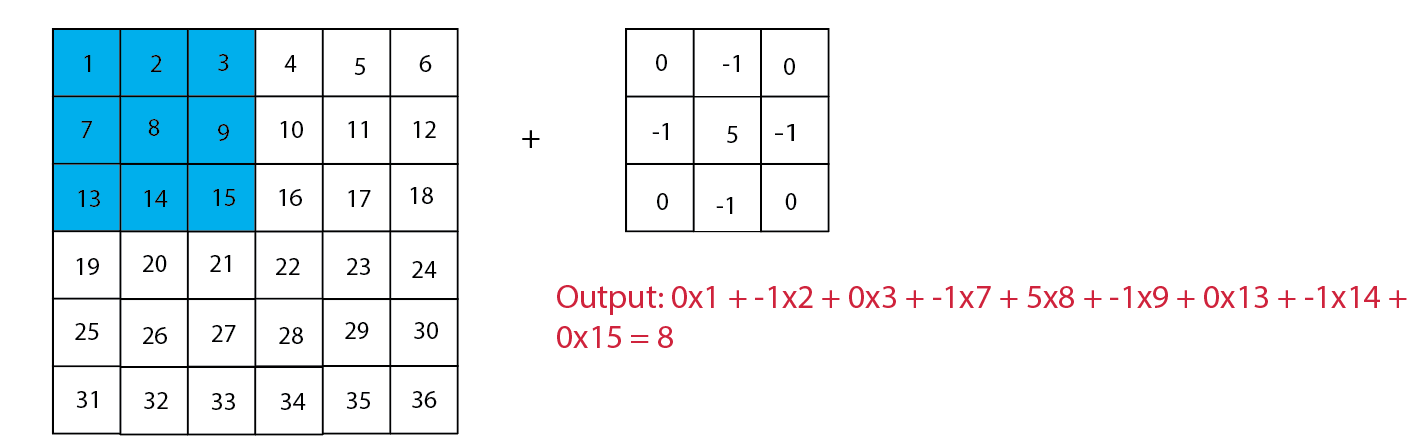 1 2 3 4 5 6
7 8 9 10 11 12
13 14 15 16 17 18
19 20 21 22 23 24
25 26 27 28 29 30
31 32 33 34 35 36
+
0 -1 0
-1 5 -1
0 -1 0
Output: 0x1 + -1x2 + 0x3 + -1x7 + 5x8 + -1x9 + 0x13 + -1x14 +
0x15 = 8